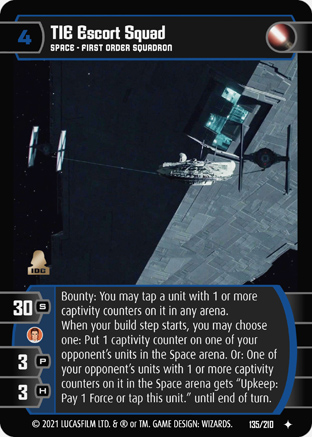 4
TIE Escort Squad
SPACE - FIRST ORDER SQUADRON
IDC
30 S
3 P
3 H
Bounty: You may tap a unit with 1 or more
captivity counters on it in any arena.
When your build step starts, you may choose
one: Put 1 captivity counter on one of your
opponent's units in the Space arena. Or: One of
your opponent's units with 1 or more captivity
counters on it in the Space arena gets "Upkeep:
Pay 1 Force or tap this unit." until end of turn.
© 2021 LUCASFILM LTD. & ® or TM. GAME DESIGN: WIZARDS.
135/210